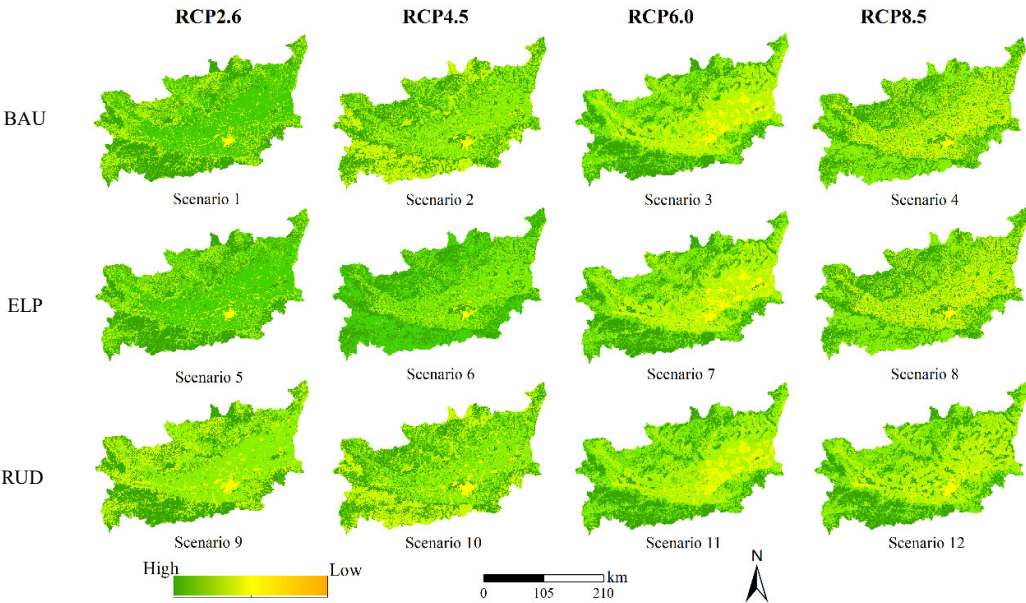 RCP2.6 RCP4.5 RCP6.0 RCP8.5
BAU
Scenario 1 Scenario 2 Scenario 3 Scenario 4
ELP
Scenario 5 Scenario 6 Scenario 7 Scenario 8
RUD
Scenario 9 Scenario 10 Scenario 11 Scenario 12
High Low
km
0 105 210
N